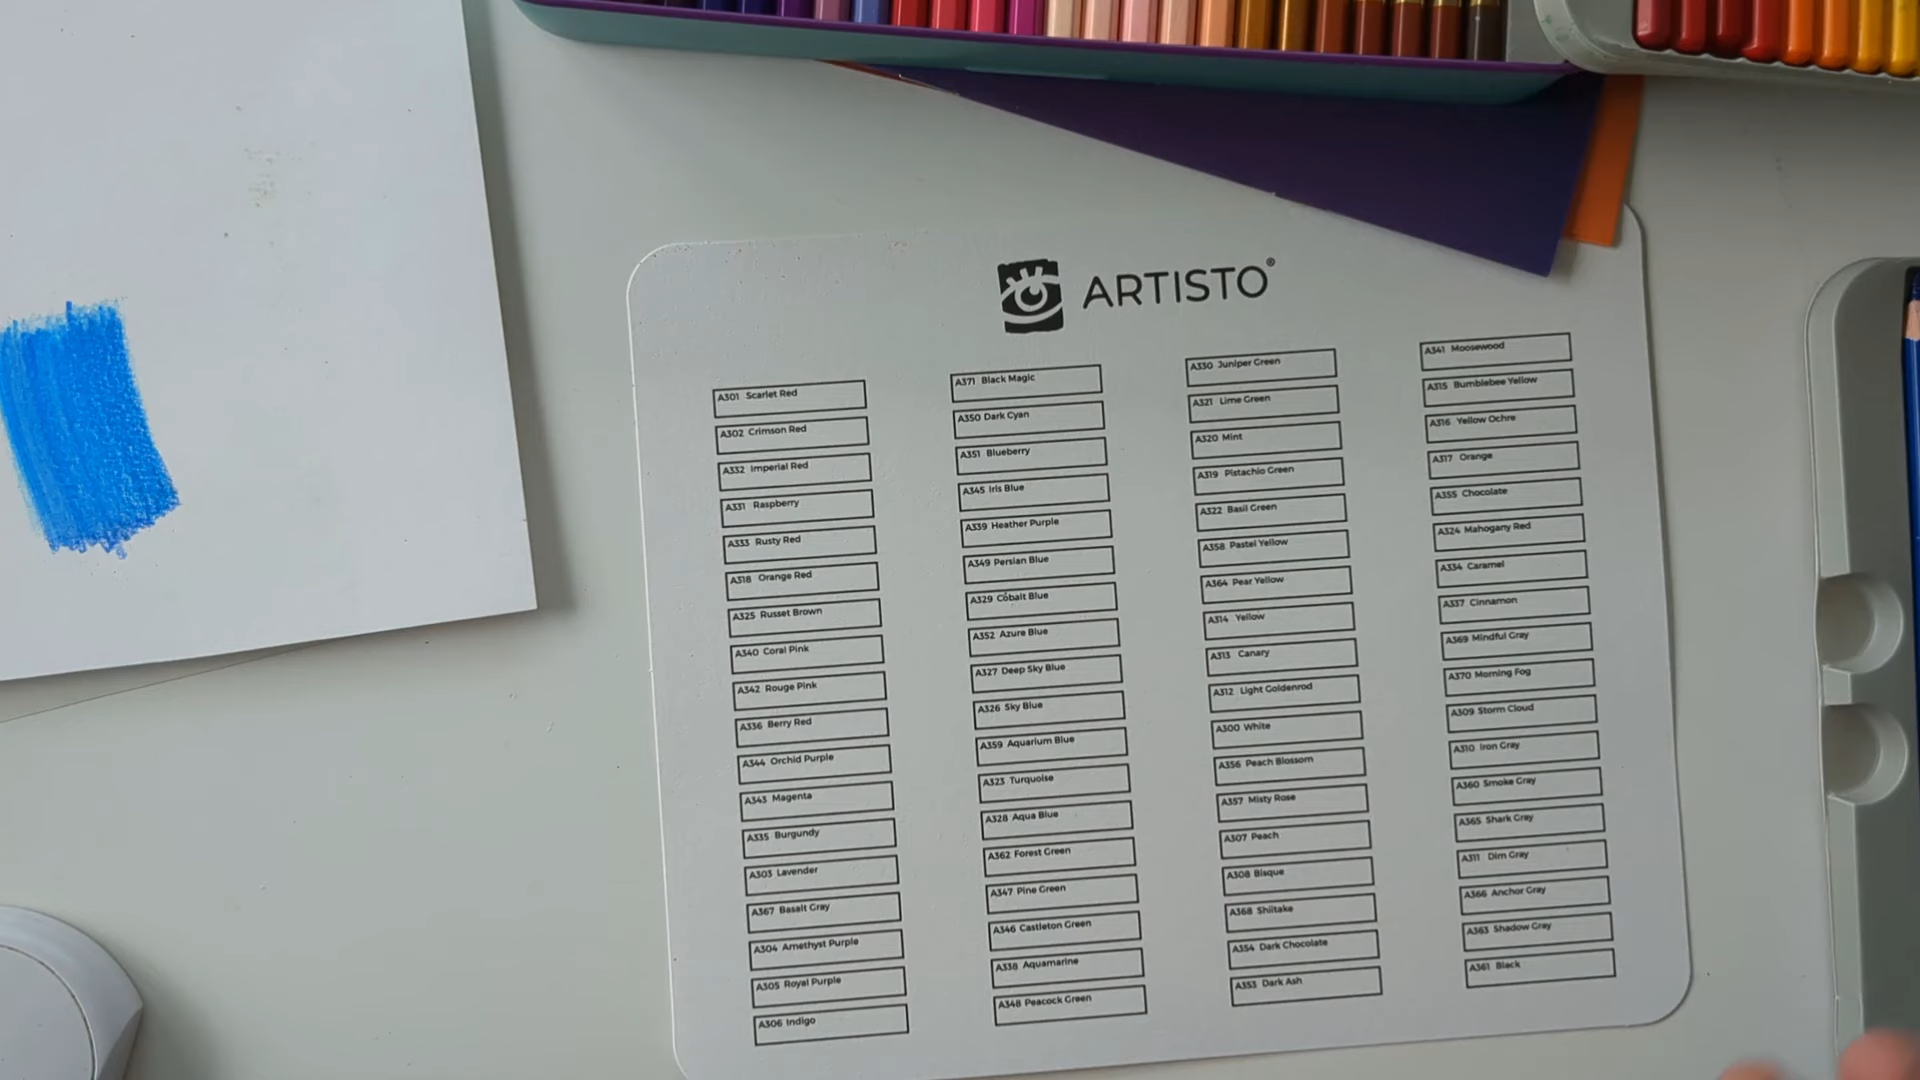 ARTISTO®
A301 Scarlet Red
A302 Crimson Red
A332 Imperial Red
A331 Raspberry
A333 Rusty Red
A318 Orange Red
A325 Russet Brown
A340 Coral Pink
A342 Rouge Pink
A336 Berry Red
A344 Orchid Purple
A343 Magenta
A335 Burgundy
A303 Lavender
A367 Basalt Gray
A304 Amethyst Purple
A305 Royal Purple
A306 Indigo
A371 Black Magic
A350 Dark Cyan
A351 Blueberry
A345 Iris Blue
A339 Heather Purple
A349 Persian Blue
A329 Cobalt Blue
A352 Azure Blue
A327 Deep Sky Blue
A326 Sky Blue
A359 Aquarium Blue
A323 Turquoise
A328 Aqua Blue
A362 Forest Green
A347 Pine Green
A346 Castleton Green
A338 Aquamarine
A348 Peacock Green
A330 Juniper Green
A321 Lime Green
A320 Mint
A319 Pistachio Green
A322 Basil Green
A358 Pastel Yellow
A364 Pear Yellow
A314 Yellow
A313 Canary
A312 Light Goldenrod
A300 White
A356 Peach Blossom
A357 Misty Rose
A307 Peach
A308 Bisque
A368 Shiitake
A354 Dark Chocolate
A353 Dark Ash
A341 Moosewood
A315 Bumblebee Yellow
A316 Yellow Ochre
A317 Orange
A355 Chocolate
A324 Mahogany Red
A334 Caramel
A337 Cinnamon
A369 Mindful Gray
A370 Morning Fog
A309 Storm Cloud
A310 Iron Gray
A360 Smoke Gray
A365 Shark Gray
A311 Dim Gray
A366 Anchor Gray
A363 Shadow Gray
A361 Black